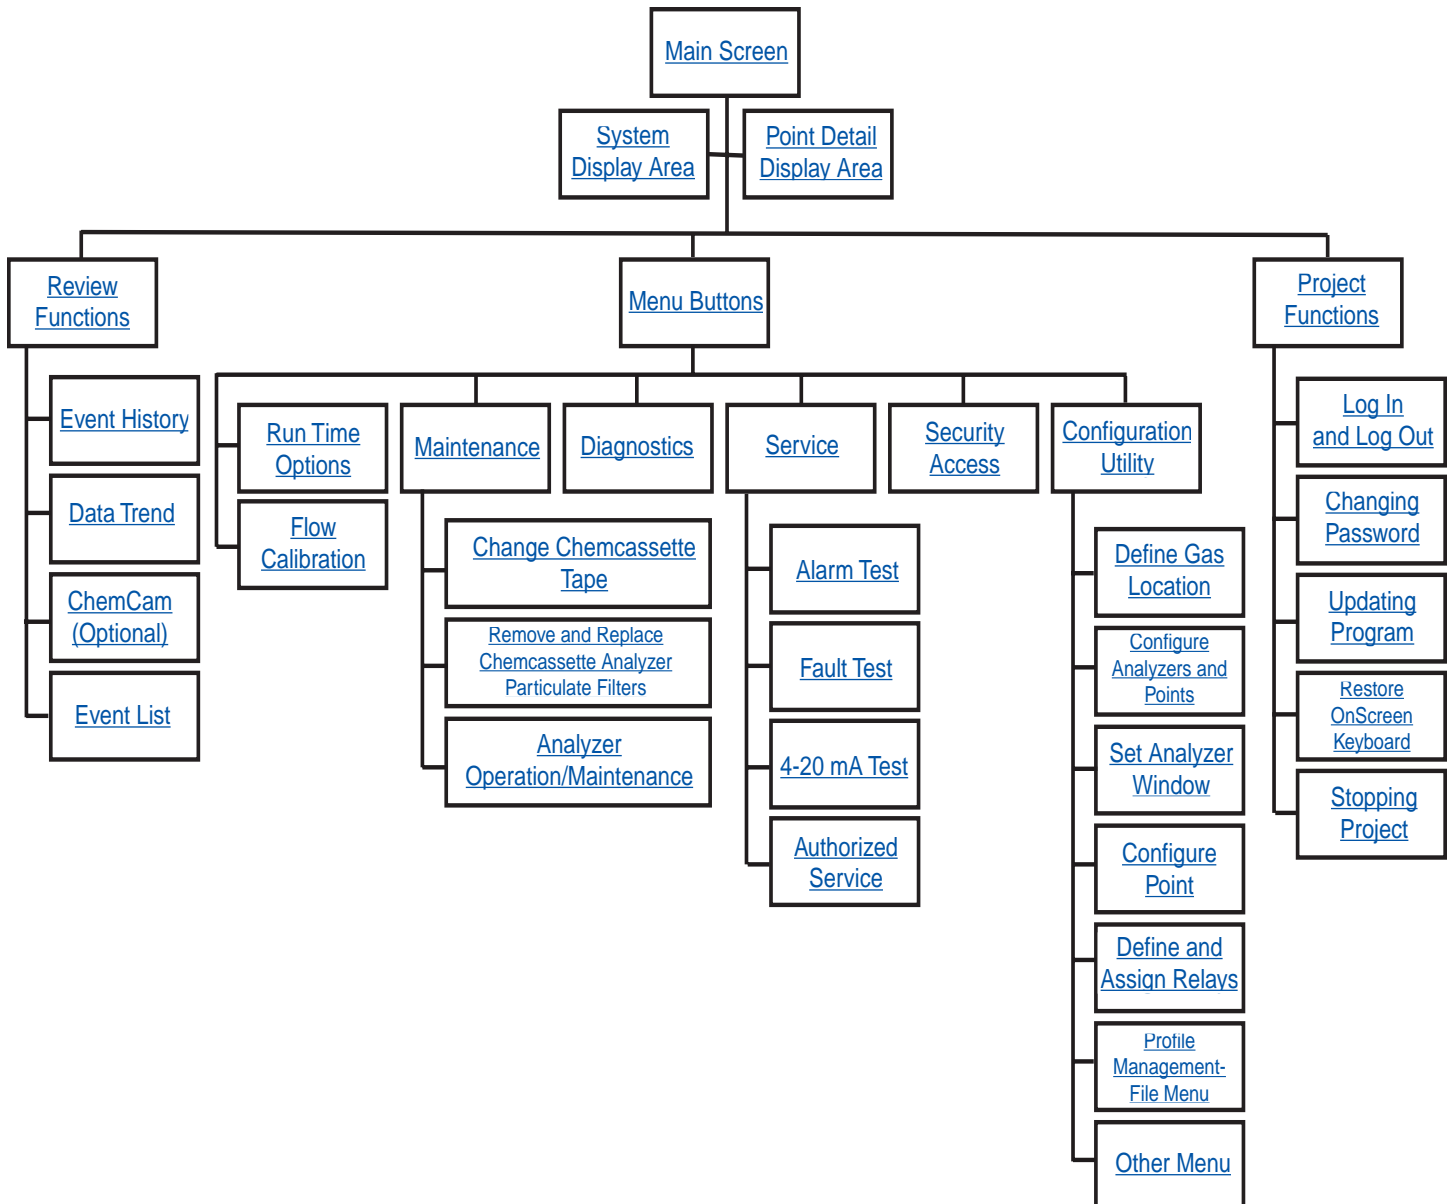 Main Screen
System
Display Area
Point Detail
Display Area
Review
Functions
Menu Buttons
Project
Functions
Event History
Data Trend
ChemCam
(Optional)
Event List
Run Time
Options
Flow
Calibration
Maintenance
Change Chemcassette
Tape
Remove and Replace
Chemcassette Analyzer
Particulate Filters
Analyzer
Operation/Maintenance
Diagnostics
Service
Alarm Test
Fault Test
4-20 mA Test
Authorized
Service
Security
Access
Configuration
Utility
Define Gas
Location
Configure
Analyzers and
Points
Set Analyzer
Window
Configure
Point
Define and
Assign Relays
Profile
Management-
File Menu
Other Menu
Log In
and Log Out
Changing
Password
Updating
Program
Restore
OnScreen
Keyboard
Stopping
Project